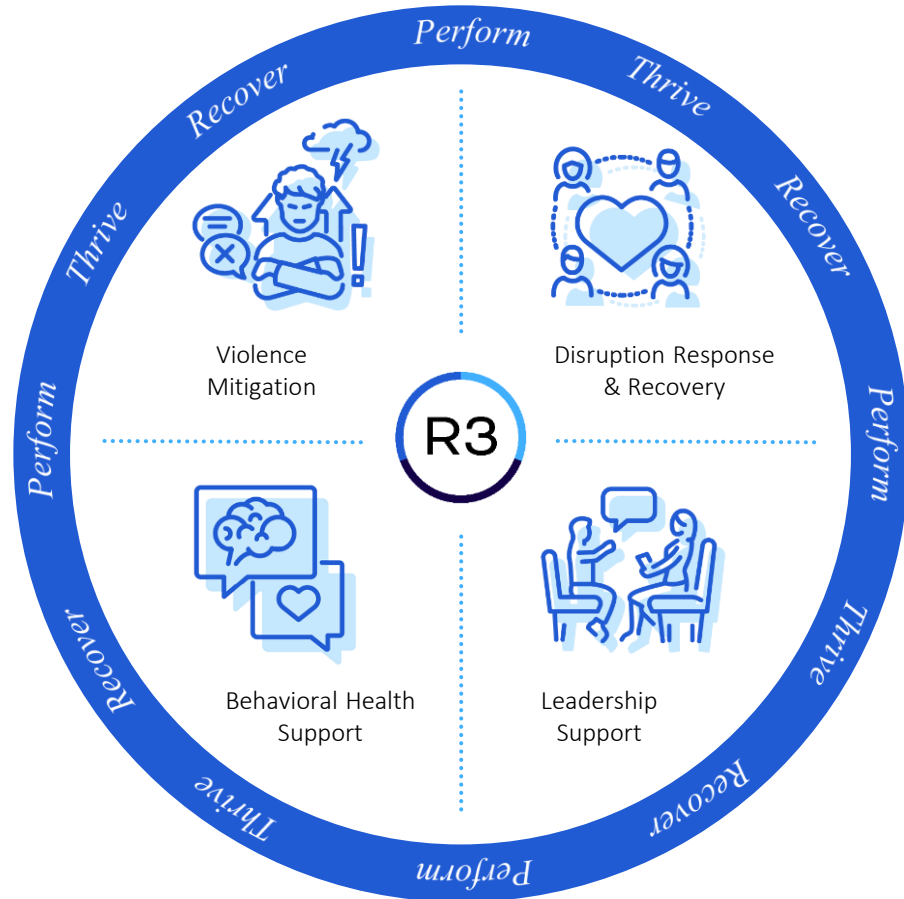 Perform
Thrive
Recover
Perform
Thrive
Recover
Perform
Thrive
Recover
Perform
Thrive
Recover
Violence
Mitigation
Disruption Response
& Recovery
R3
Behavioral Health
Support
Leadership
Support